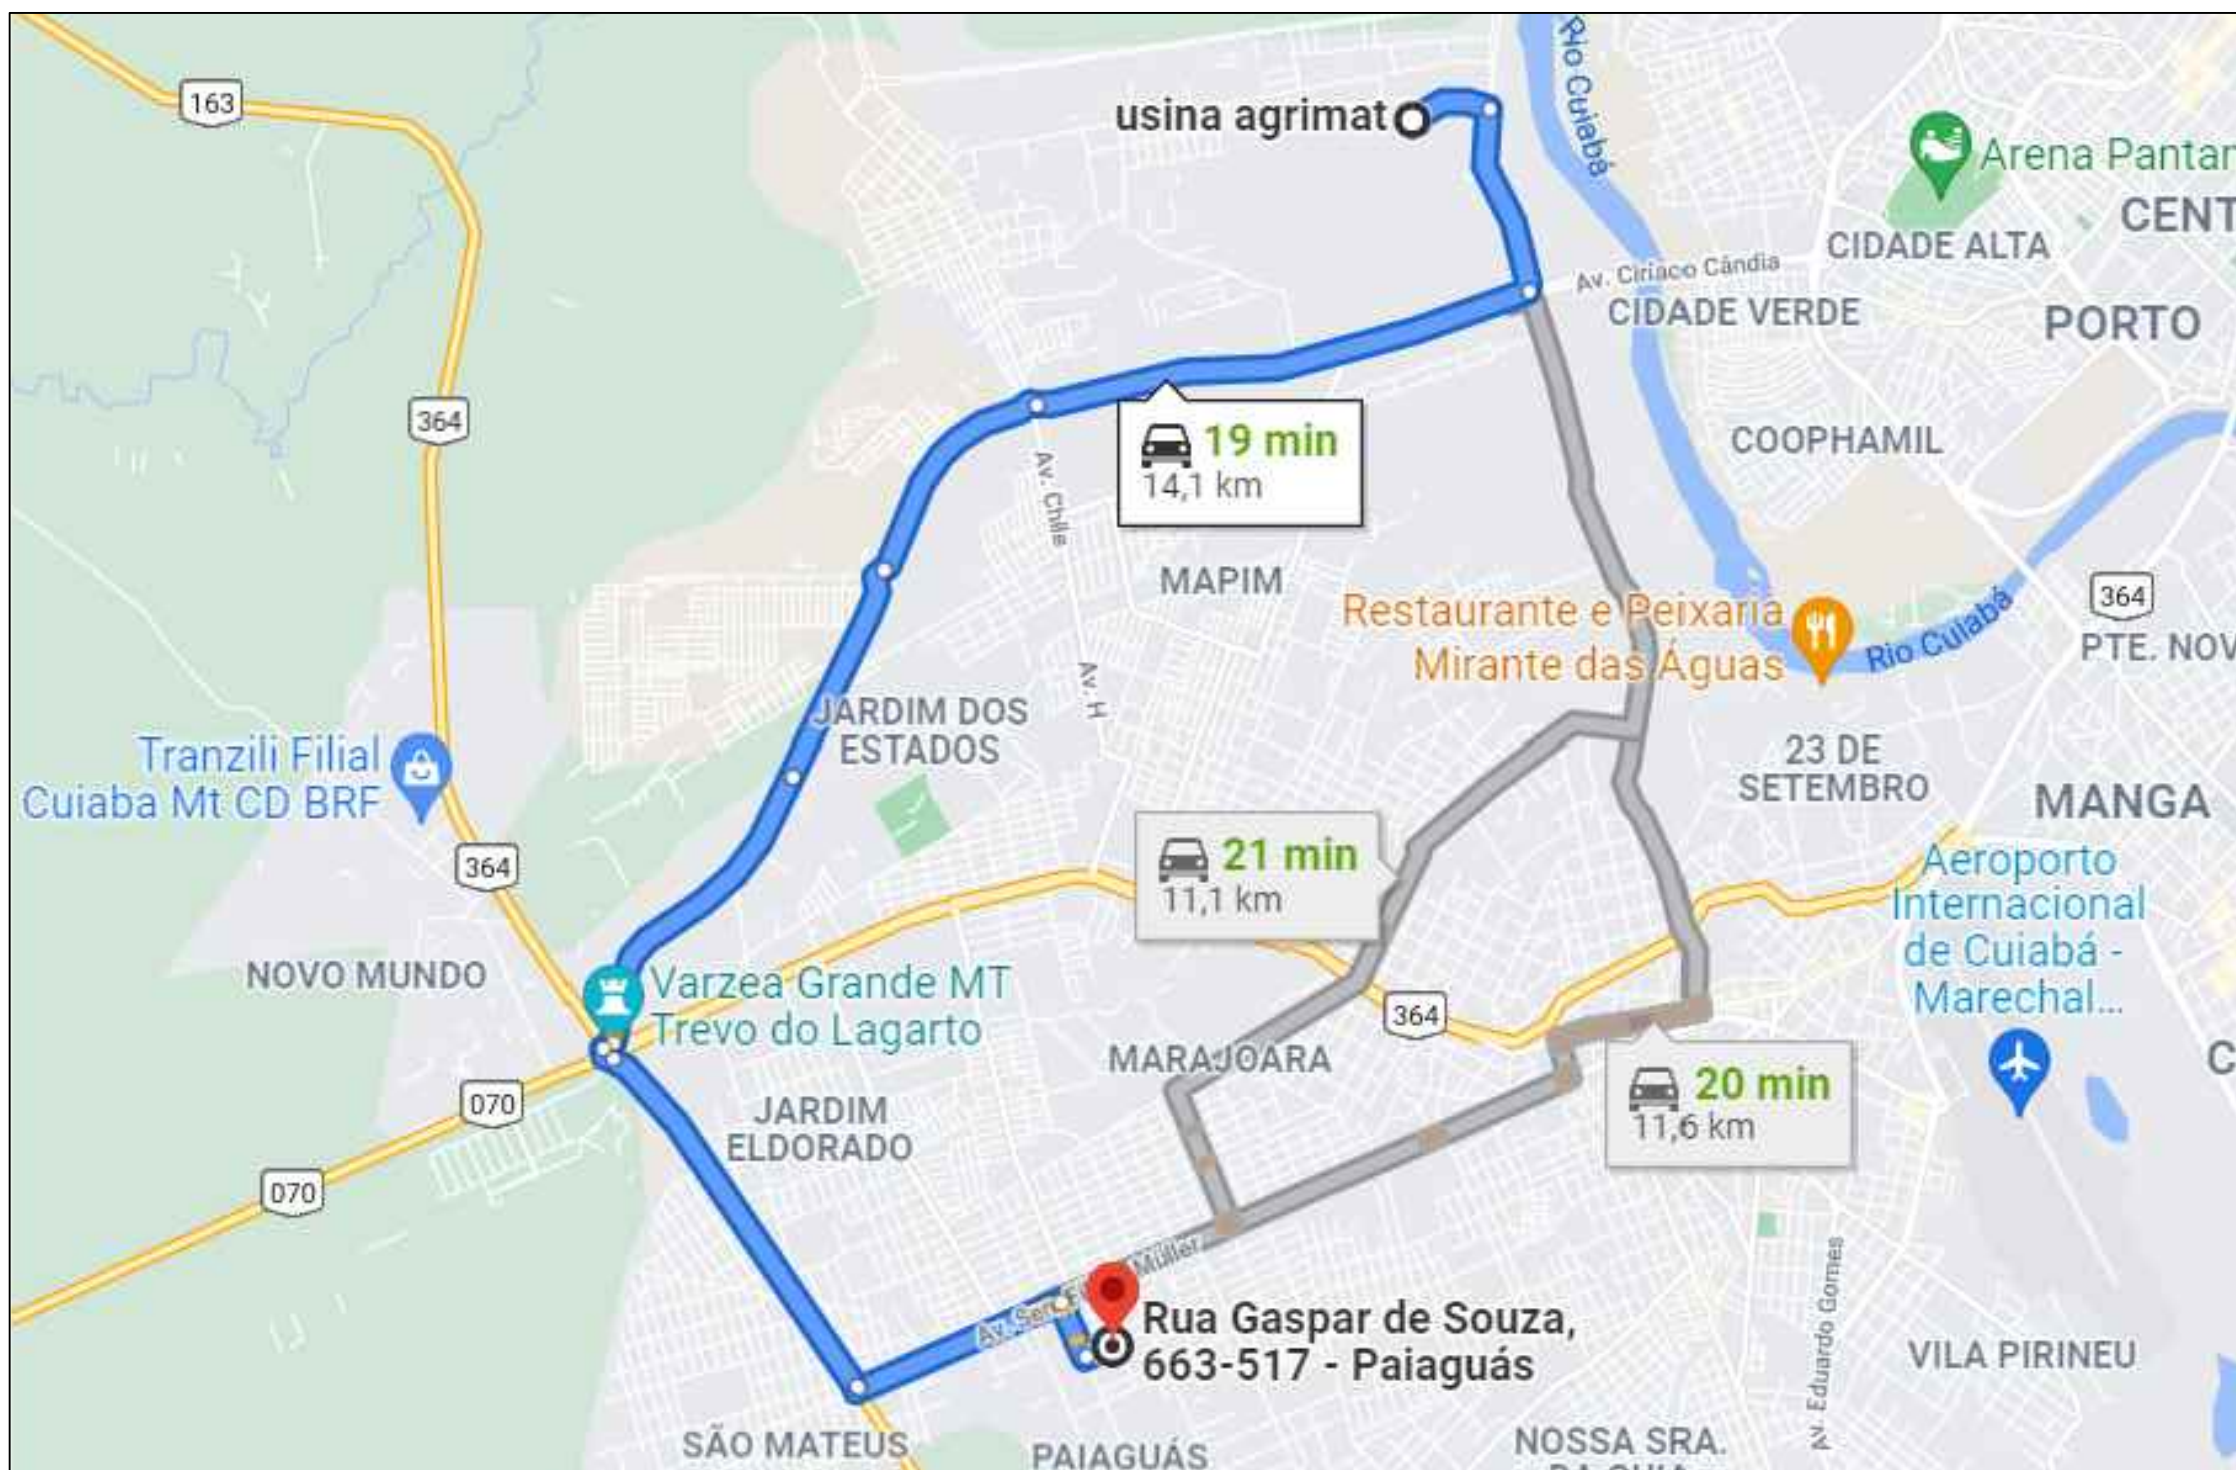 163
usina agrimat
Rio Cuiabá
Arena Pantan
CENT
CIDADE ALTA
Av. Ciríaco Cândia
CIDADE VERDE
PORTO
364
19 min
14,1 km
COOPHAMIL
Av. Chile
MAPIM
Restaurante e Peixaria
Mirante das Águas
Rio Cuiabá
364
PTE. NOV
Av. H
JARDIM DOS
ESTADOS
Tranzili Filial
Cuiaba Mt CD BRF
23 DE
SETEMBRO
MANGA
364
21 min
11,1 km
Aeroporto
Internacional
de Cuiabá -
Marechal...
NOVO MUNDO
Varzea Grande MT
Trevo do Lagarto
364
MARAJOARA
C
070
JARDIM
ELDORADO
20 min
11,6 km
070
Müller
Av. Sen.
Rua Gaspar de Souza,
663-517 - Paiaguás
Av. Eduardo Gomes
VILA PIRINEU
SÃO MATEUS
PAIAGUÁS
NOSSA SRA.